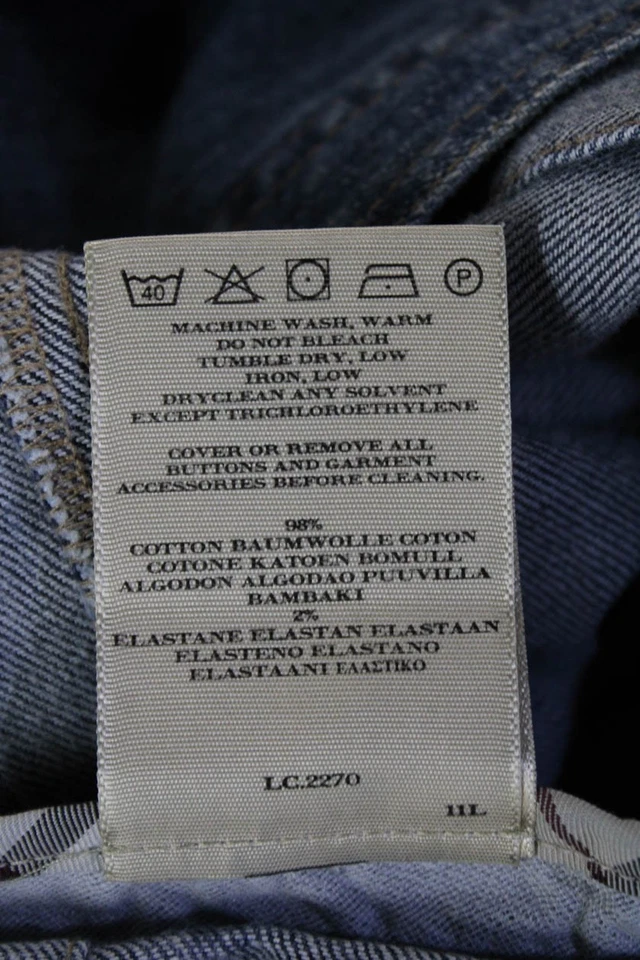 40 P
MACHINE WASH, WARM
DO NOT BLEACH
TUMBLE DRY, LOW
IRON, LOW
DRYCLEAN ANY SOLVENT
EXCEPT TRICHLOROETHYLENE
COVER OR REMOVE ALL
BUTTONS AND GARMENT
ACCESSORIES BEFORE CLEANING.
98%
COTTON BAUMWOLLE COTON
COTONE KATOEN BOMULL
ALGODON ALGODAO PUUVILLA
BAMBAKI
2%
ELASTANE ELASTAN ELASTAAN
ELASTENO ELASTANO
ELASTAANI ΕΛΑΣΤΙΚΟ
LC.2270
11L